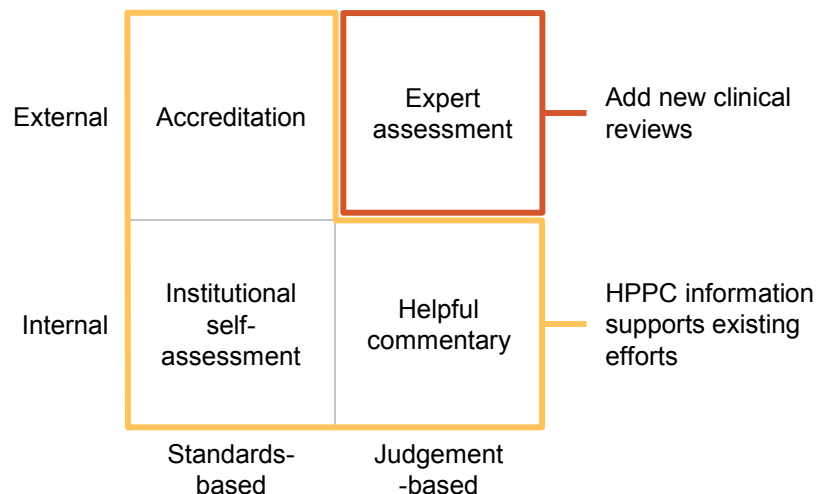 External
Accreditation
Expert
assessment
Add new clinical
reviews
Internal
Institutional
self-
assessment
Helpful
commentary
HPPC information
supports existing
efforts
Standards-
based
Judgement
-based